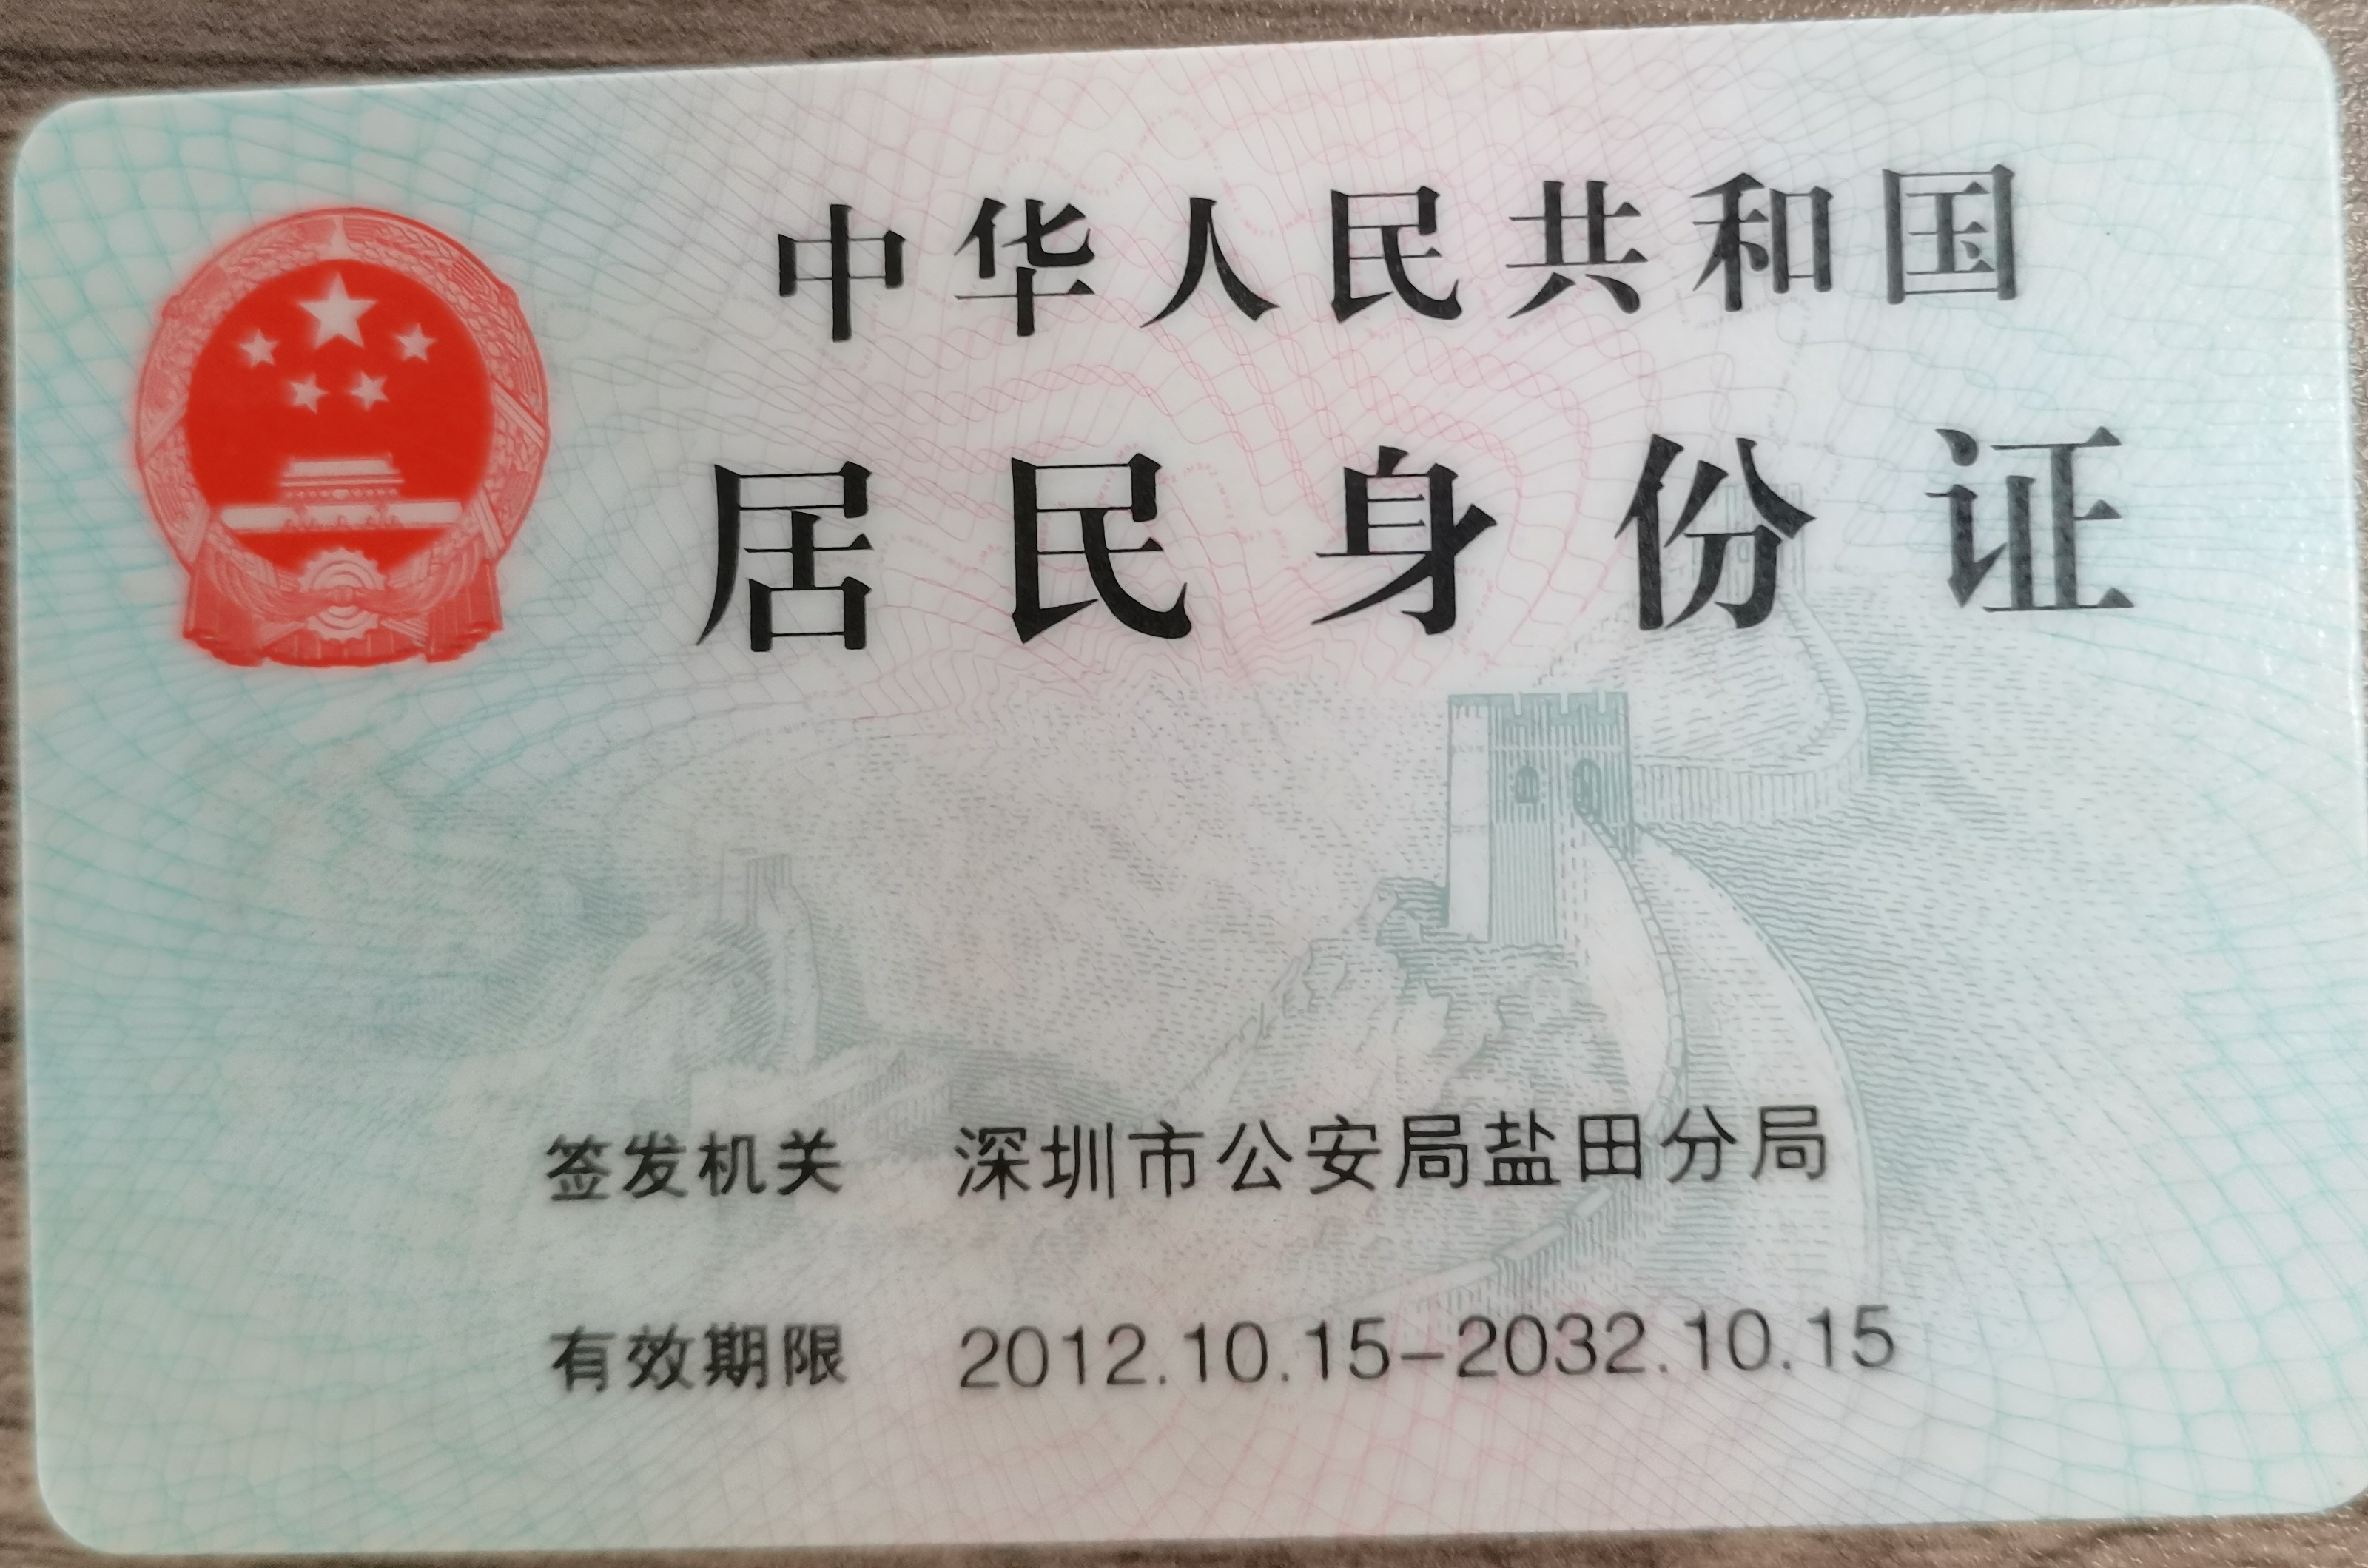 中华人民共和国
居民身份证
签发机关 深圳市公安局盐田分局
有效期限 2012.10.15-2032.10.15